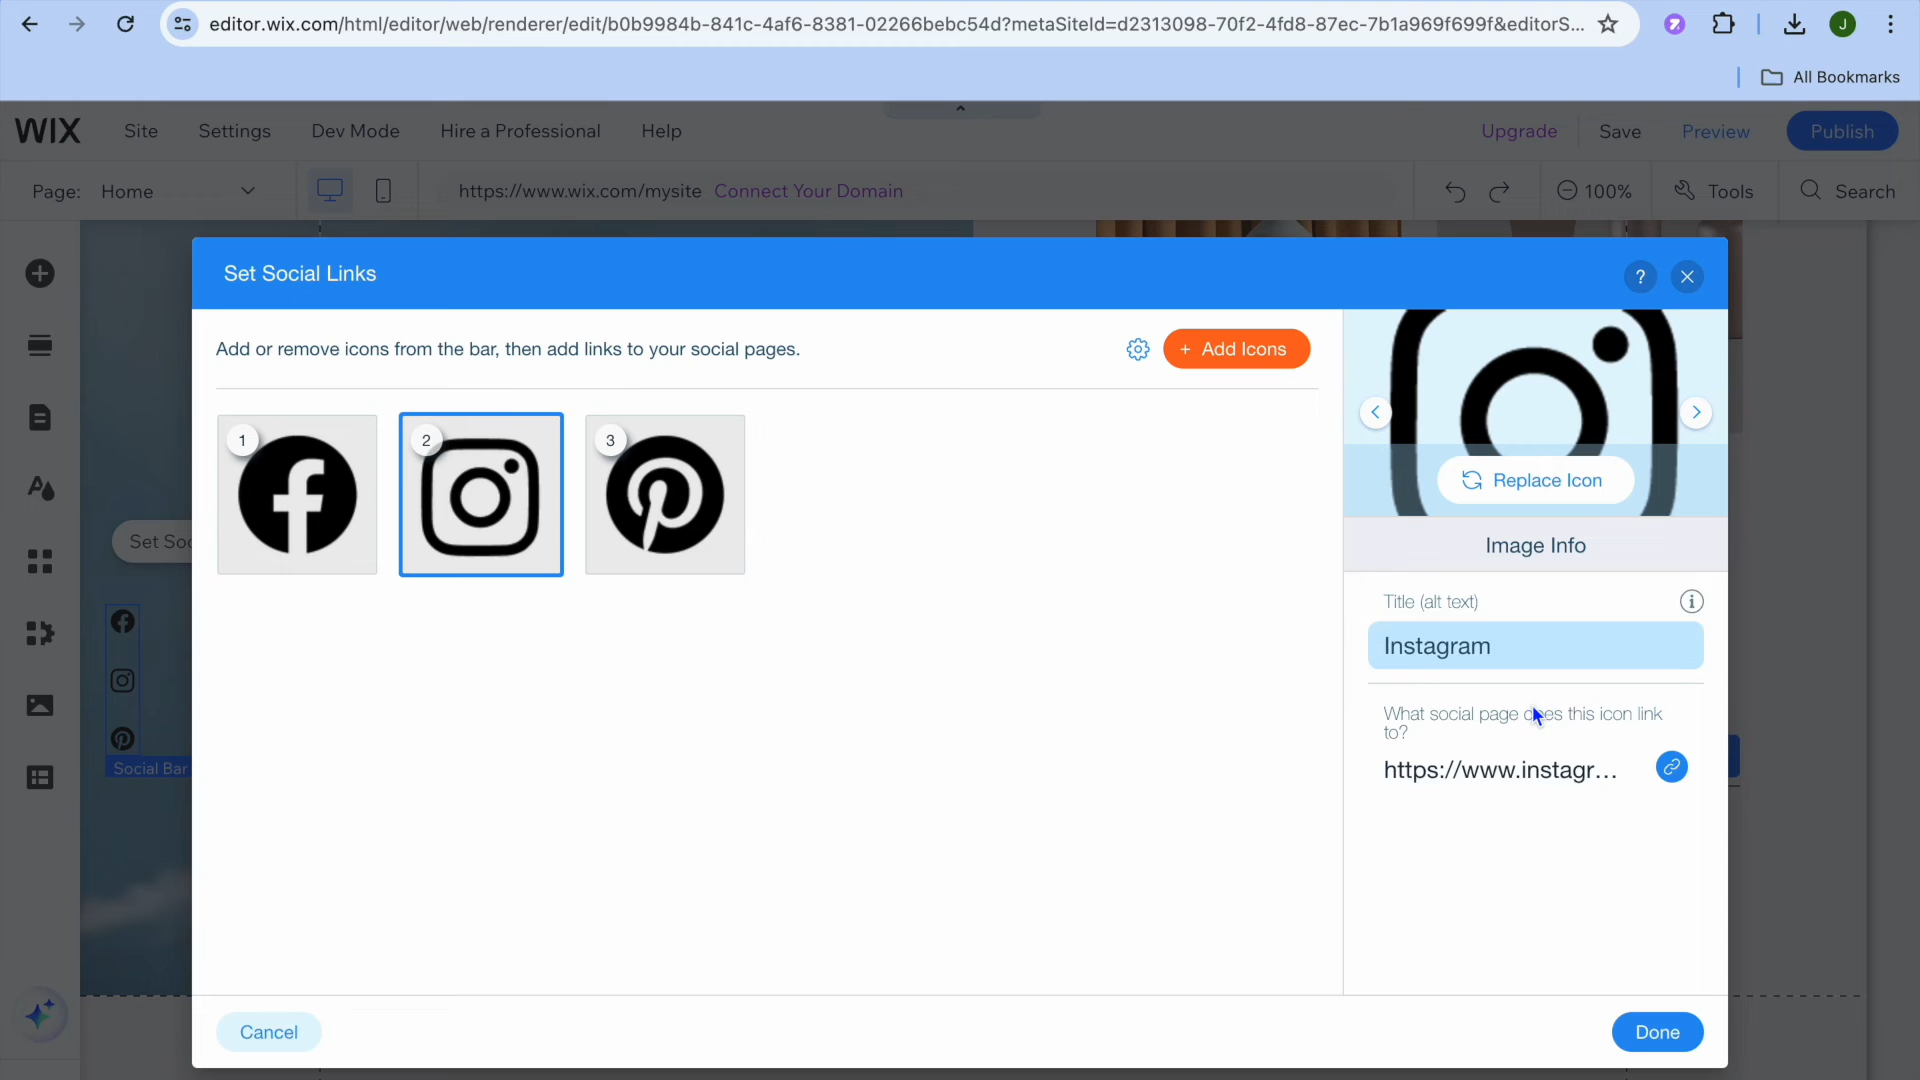 editor.wix.com/html/editor/web/renderer/edit/b0b9984b-841c-4af6-8381-02266bebc54d?metaSiteId=d2313098-70f2-4fd8-87ec-7b1a969f699f&editorS...
J
All Bookmarks
WIX Site Settings Dev Mode Hire a Professional Help Upgrade Save Preview Publish
Page: Home https://www.wix.com/mysite Connect Your Domain 100% Tools Search
Set Social Links ?
Add or remove icons from the bar, then add links to your social pages. + Add Icons
1 2 3
Replace Icon
Image Info
Set Soc
Title (alt text)
Instagram
What social page does this icon link
to?
https://www.instagr...
Social Bar
Cancel Done